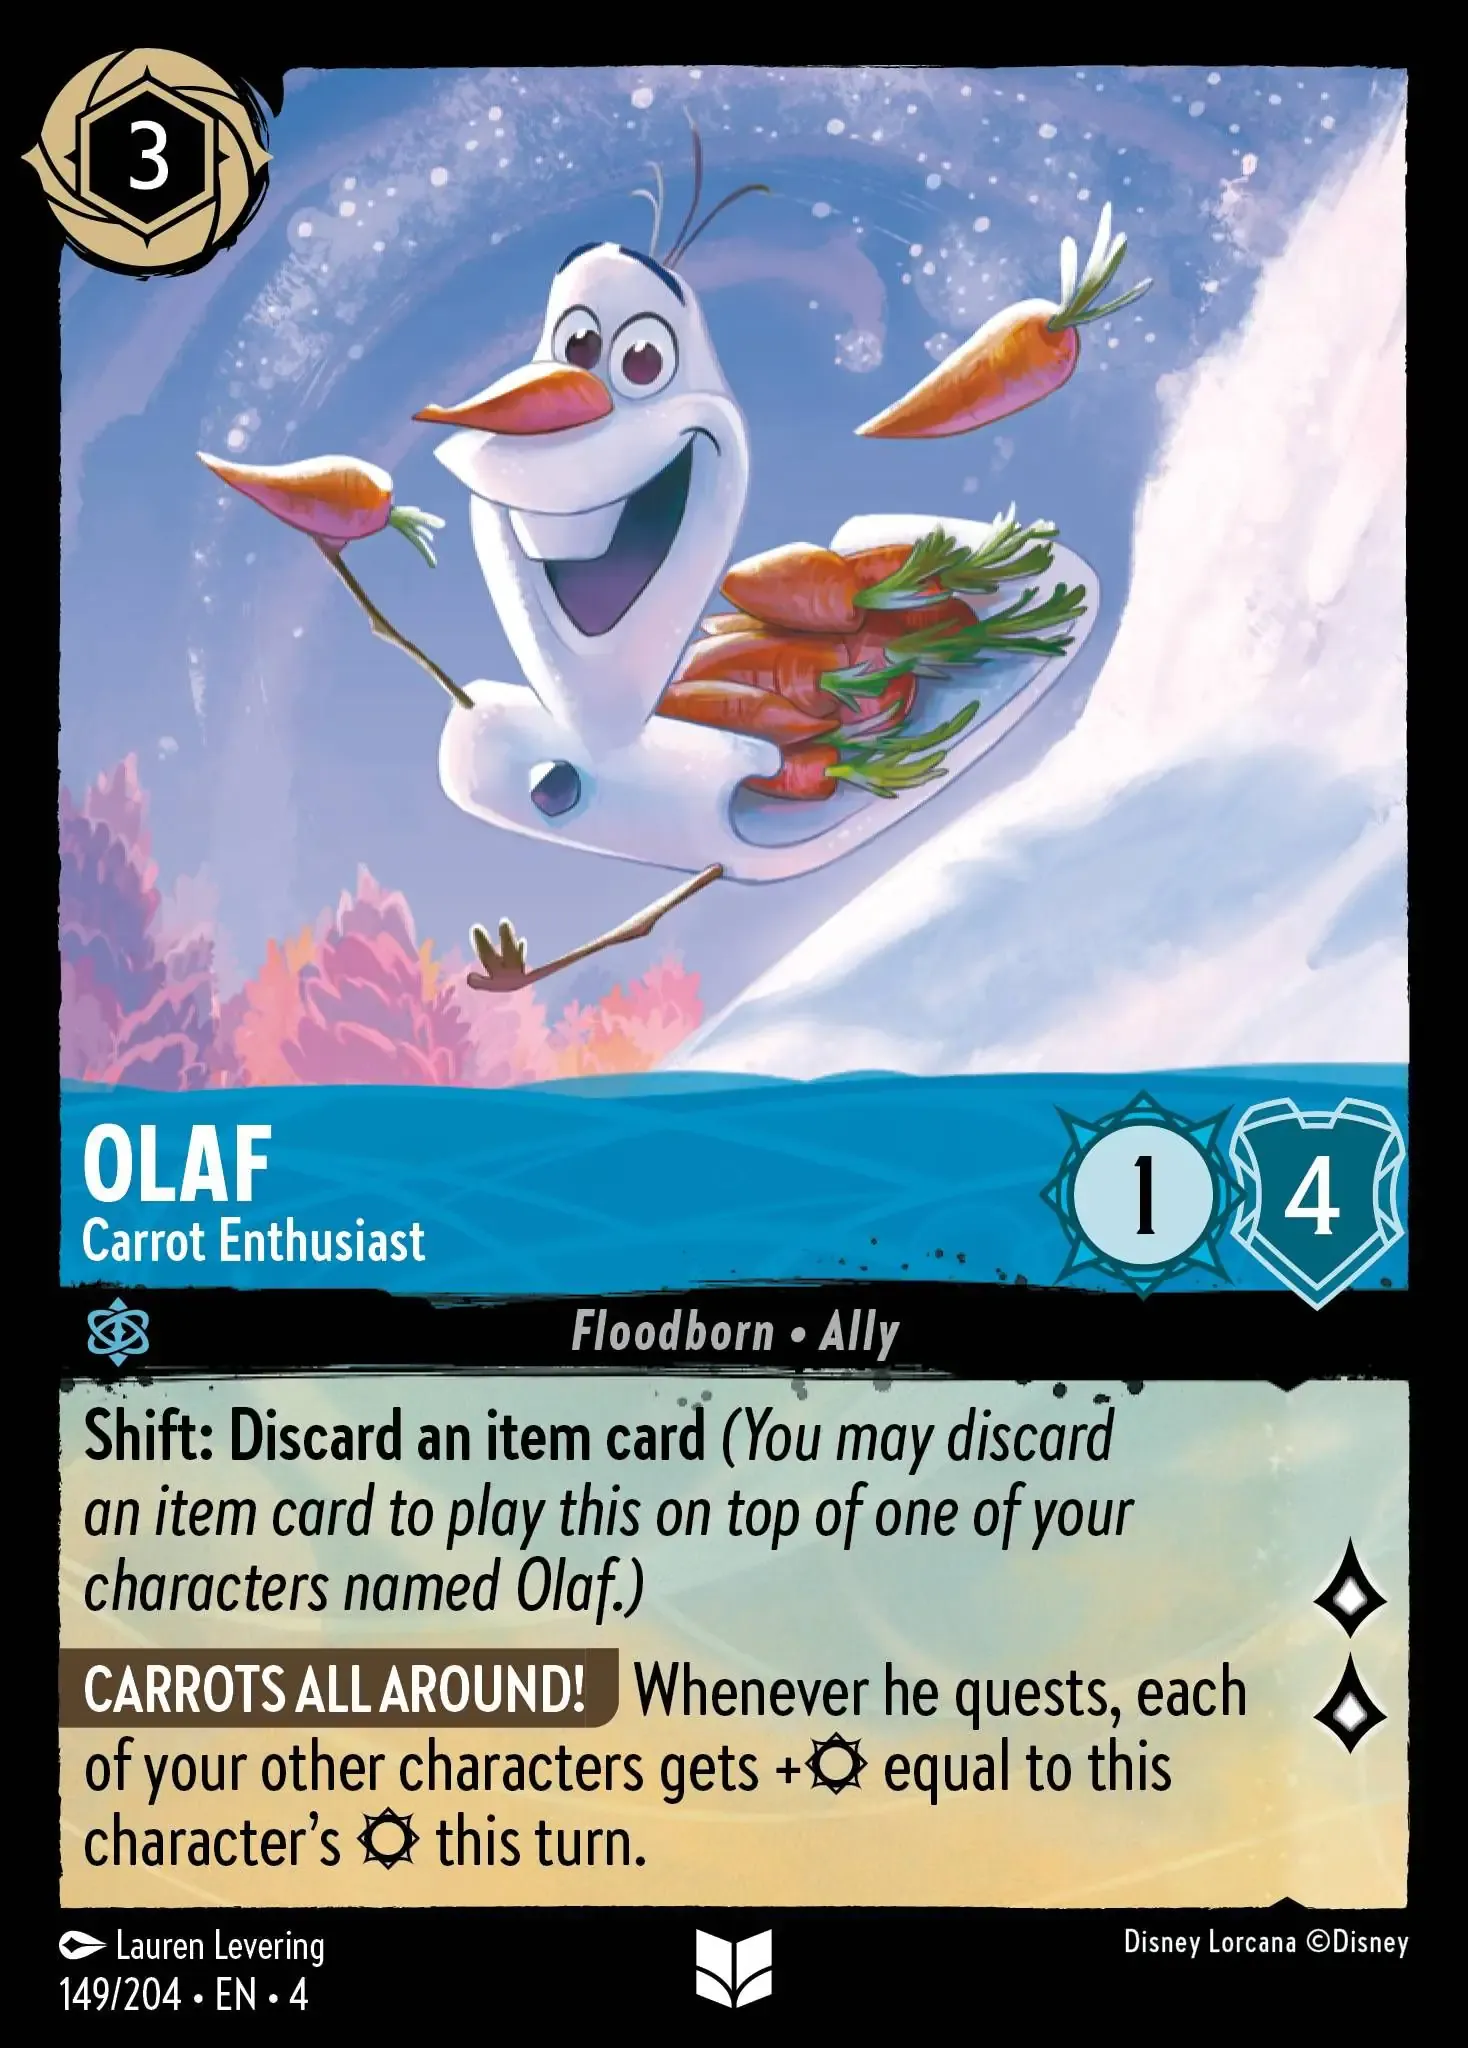 3
OLAF
Carrot Enthusiast
1
4
Floodborn • Ally
Shift: Discard an item card (You may discard
an item card to play this on top of one of your
characters named Olaf.)
CARROTS ALL AROUND! Whenever he quests, each
of your other characters gets + equal to this
character’s this turn.
Lauren Levering
149/204 • EN • 4
Disney Lorcana ©Disney